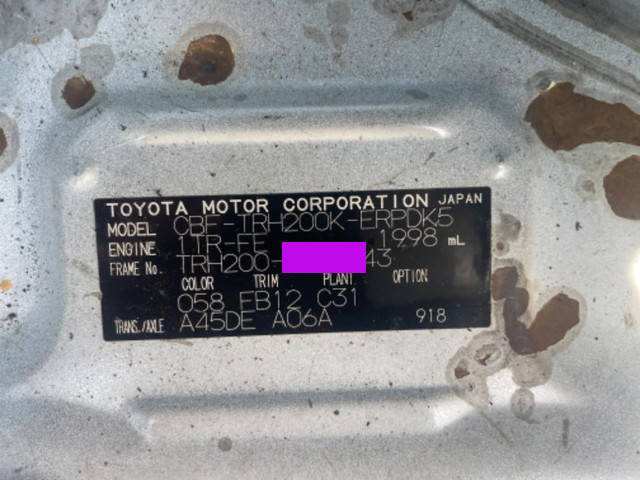 TOYOTA MOTOR CORPORATION JAPAN
MODEL CBF-TRH200K-ERPDK5
ENGINE 1TR-FE 1998 mL
FRAME No. TRH200- 43
COLOR TRIM PLANT OPTION
058 FB12 C31
TRANS./AXLE A45DE A06A 918